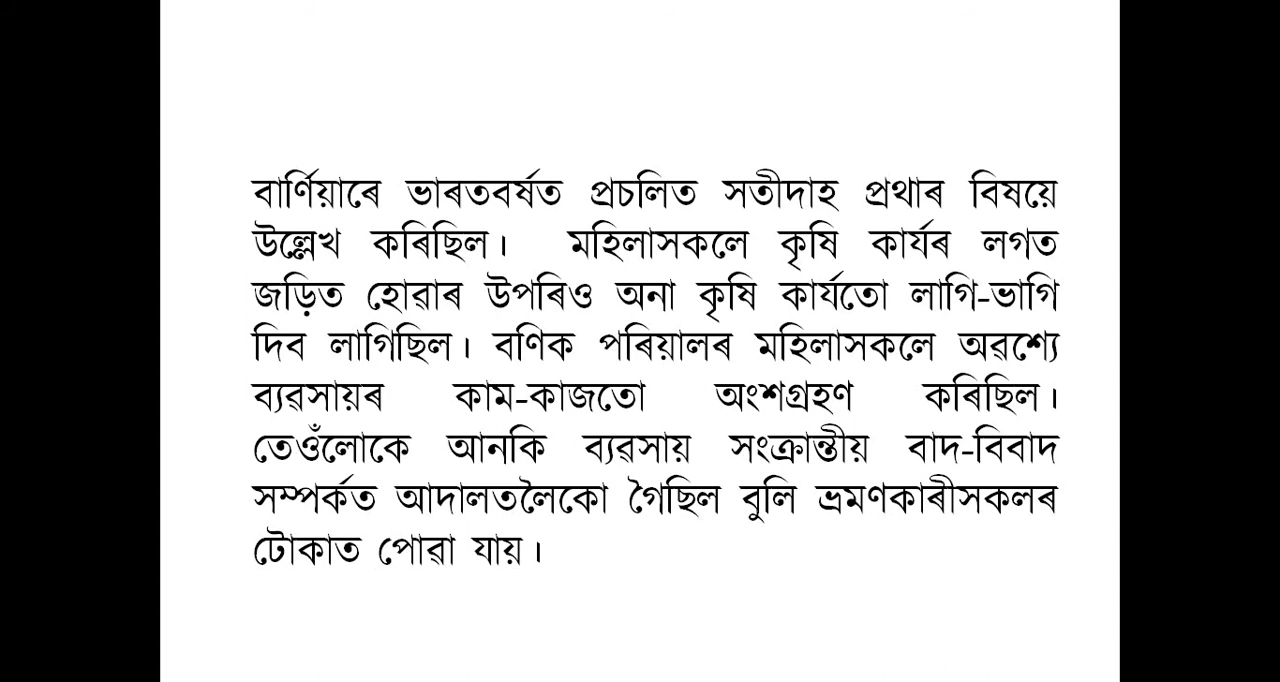 বাৰ্ণিয়াৰে ভাৰতবৰ্ষত প্ৰচলিত সতীদাহ প্ৰথাৰ বিষয়ে
উল্লেখ কৰিছিল। মহিলাসকলে কৃষি কাৰ্যৰ লগত
জড়িত হোৱাৰ উপৰিও অনা কৃষি কাৰ্যতো লাগি-ভাগি
দিব লাগিছিল। বণিক পৰিয়ালৰ মহিলাসকলে অৱশ্যে
ব্যৱসায়ৰ কাম-কাজতো অংশগ্ৰহণ কৰিছিল।
তেওঁলোকে আনকি ব্যৱসায় সংক্ৰান্তীয় বাদ-বিবাদ
সম্পৰ্কত আদালতলৈকো গৈছিল বুলি ভ্ৰমণকাৰীসকলৰ
টোকাত পোৱা যায়।